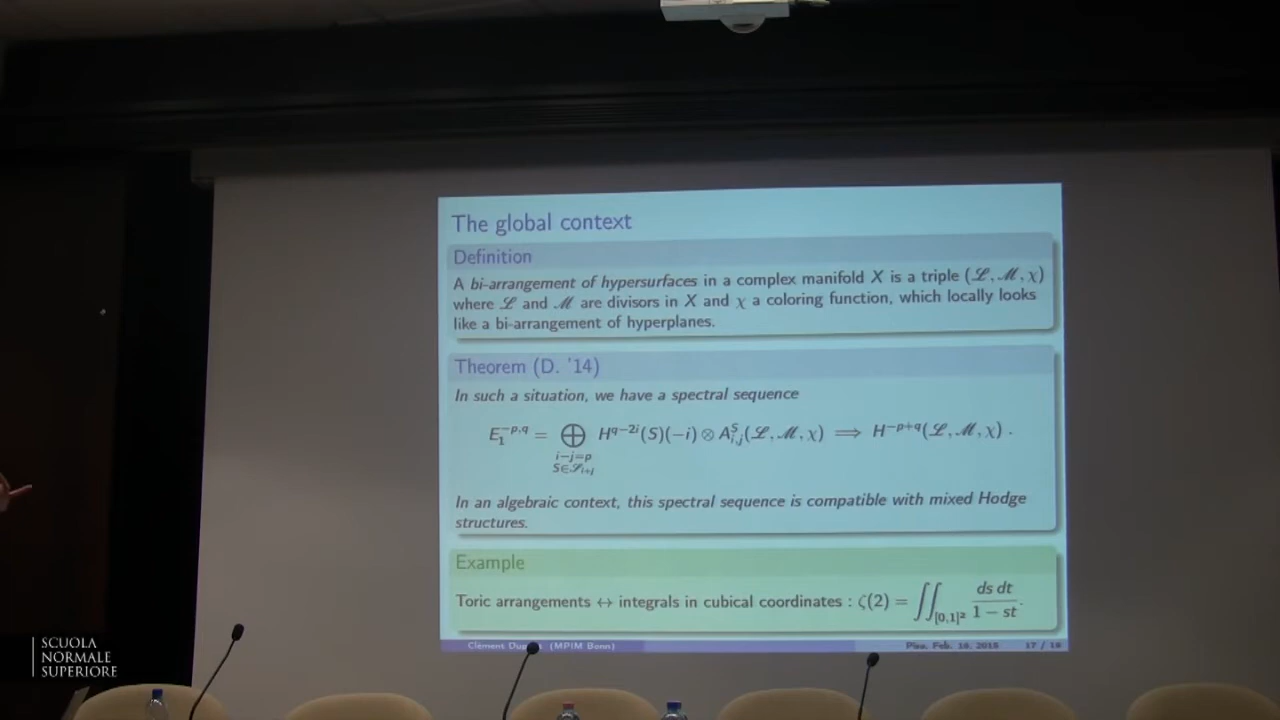 The global context
Definition
A bi-arrangement of hypersurfaces in a complex manifold X is a triple (ℒ, ℳ, χ)
where ℒ and ℳ are divisors in X and χ a coloring function, which locally looks
like a bi-arrangement of hyperplanes.
Theorem (D. '14)
In such a situation, we have a spectral sequence
E₁^{-p,q} = ⊕_{i-j=p, S∈𝒮_{i+j}} H^{q-2i}(S)(-i) ⊗ A^S_{i,j}(ℒ, ℳ, χ) ⟹ H^{-p+q}(ℒ, ℳ, χ) .
In an algebraic context, this spectral sequence is compatible with mixed Hodge
structures.
Example
Toric arrangements ↔ integrals in cubical coordinates : ζ(2) = ∬_{[0,1]²} ds dt / 1 − st .
Clément (MPIM Bonn) Pisa, Feb. 2015 17 /
SCUOLA
NORMALE
SUPERIORE